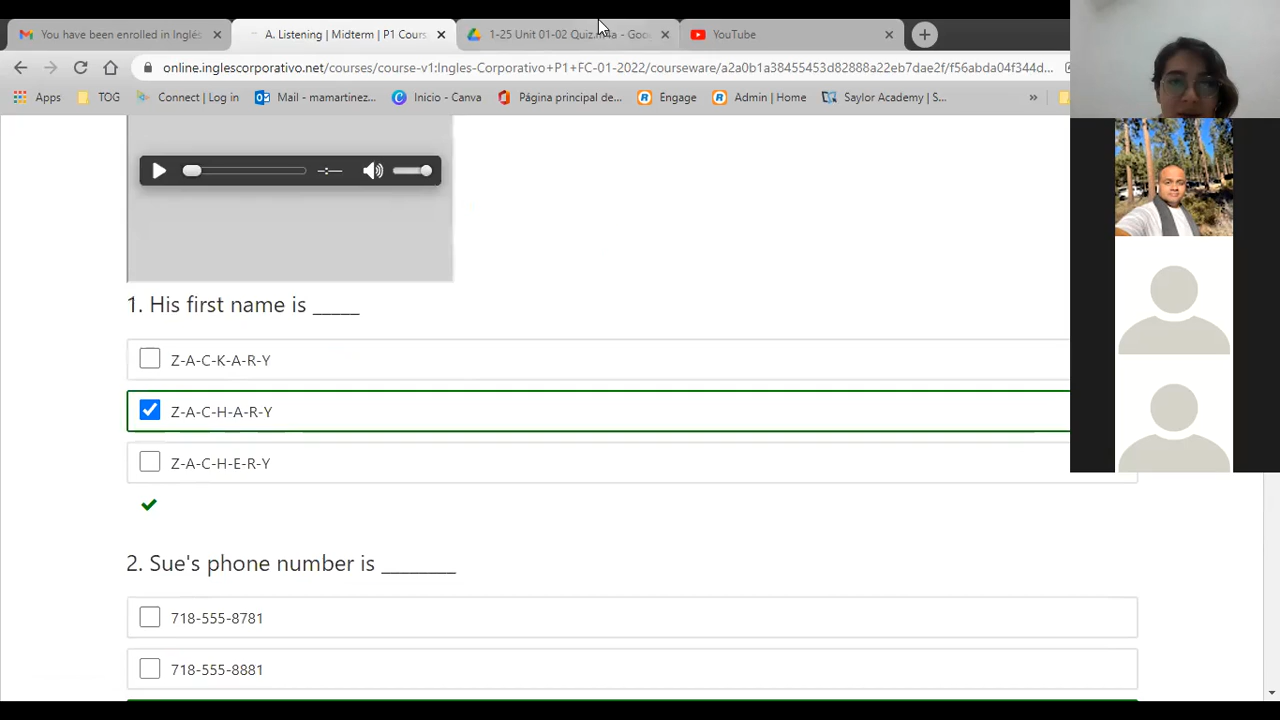 You have been enrolled in Inglés
A. Listening | Midterm | P1 Cours
1-25 Unit 01-02 Quiz.m4a - Goo
YouTube
online.inglescorporativo.net/courses/course-v1:Ingles-Corporativo+P1+FC-01-2022/courseware/a2a0b1a38455453d82888a22eb7dae2f/f56abda04f344d...
Apps
TOG
Connect | Log in
Mail - mamartinez...
Inicio - Canva
Página principal de...
Engage
Admin | Home
Saylor Academy | S...
»
-:-
1. His first name is _____
Z-A-C-K-A-R-Y
Z-A-C-H-A-R-Y
Z-A-C-H-E-R-Y
2. Sue's phone number is ________
718-555-8781
718-555-8881